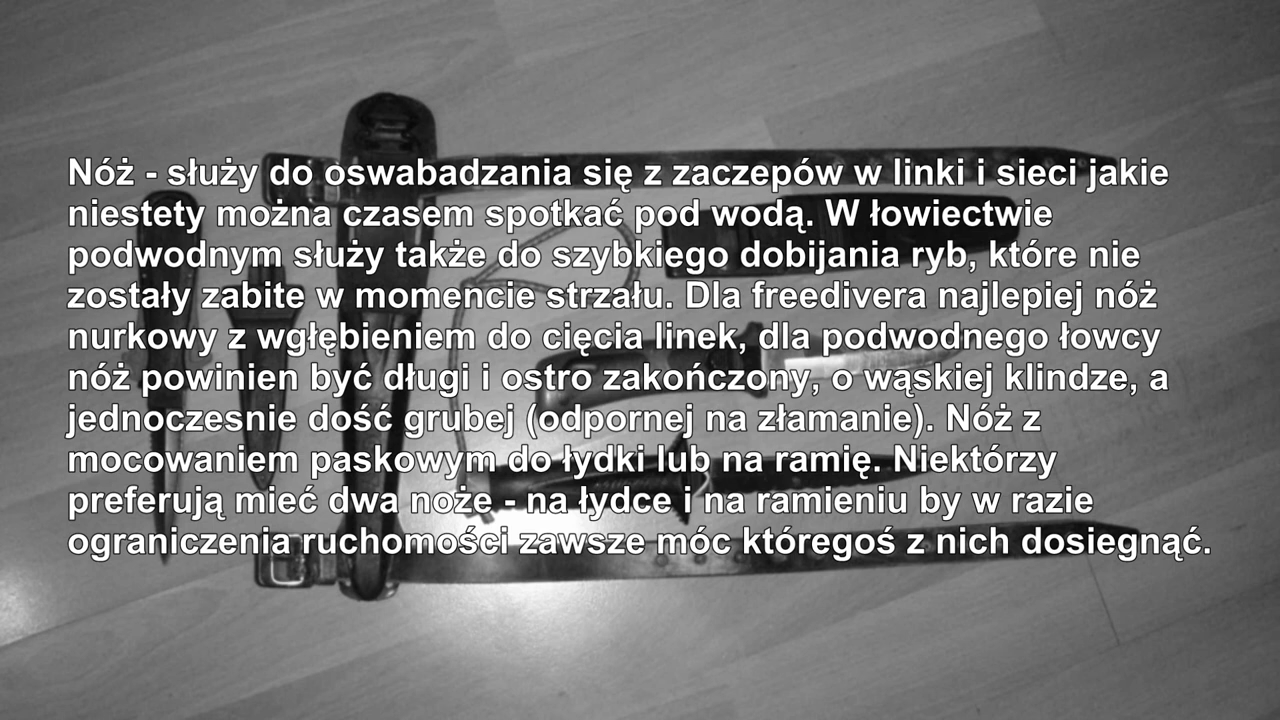 Nóż - służy do oswabadzania się z zaczepów w linki i sieci jakie
niestety można czasem spotkać pod wodą. W łowiectwie
podwodnym służy także do szybkiego dobijania ryb, które nie
zostały zabite w momencie strzału. Dla freedivera najlepiej nóż
nurkowy z wgłębieniem do cięcia linek, dla podwodnego łowcy
nóż powinien być długi i ostro zakończony, o wąskiej klindze, a
jednoczesnie dość grubej (odpornej na złamanie). Nóż z
mocowaniem paskowym do łydki lub na ramię. Niektórzy
preferują mieć dwa noże - na łydce i na ramieniu by w razie
ograniczenia ruchomości zawsze móc któregoś z nich dosiegnąć.